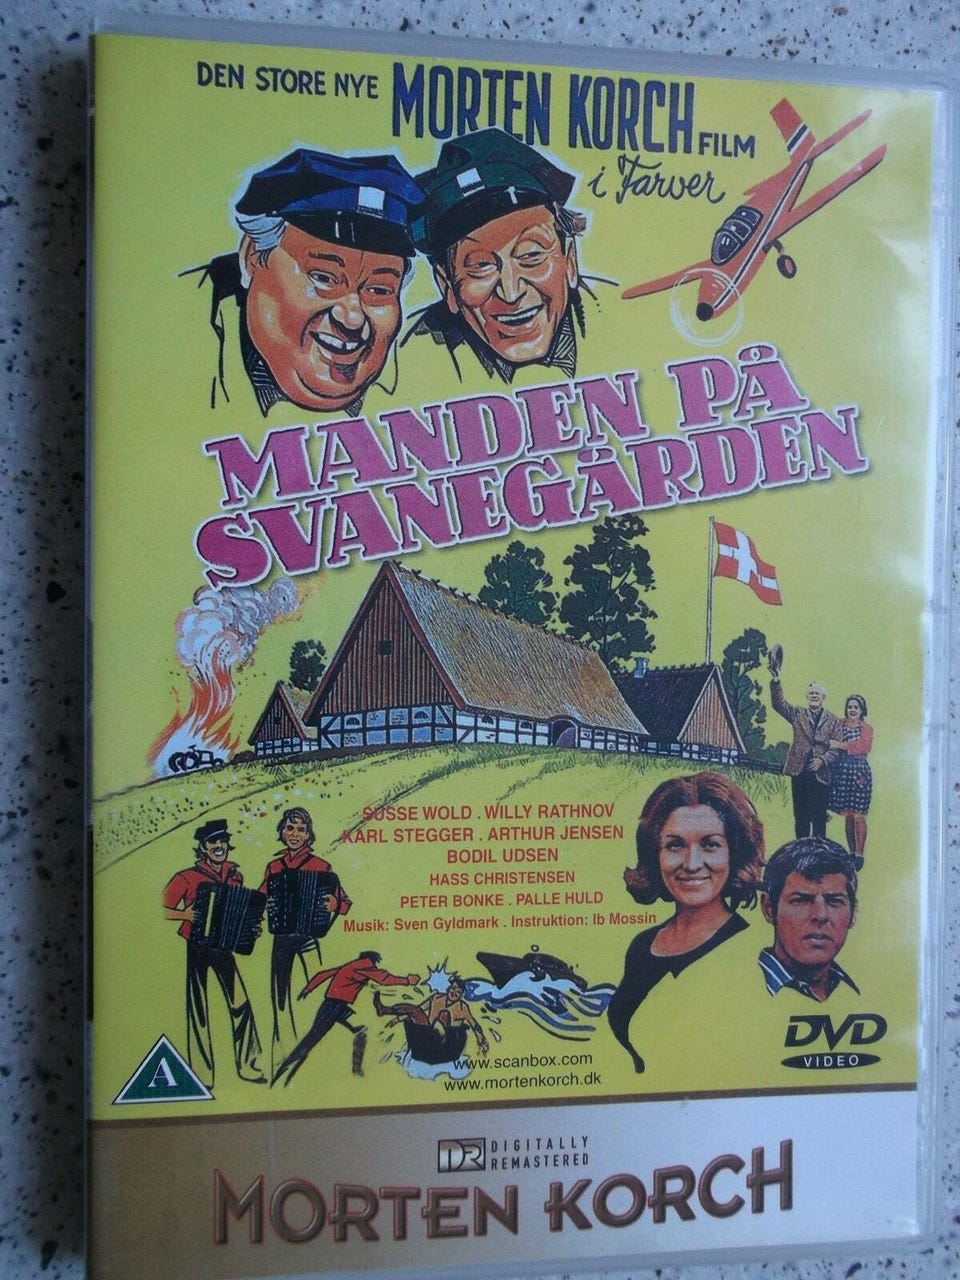 DEN STORE NYE MORTEN KORCH FILM
i Farver
MANDEN PÅ
SVANEGÅRDEN
SUSSE WOLD . WILLY RATHNOV
KARL STEGGER . ARTHUR JENSEN
BODIL UDSEN
HASS CHRISTENSEN
PETER BONKE . PALLE HULD
Musik: Sven Gyldmark . Instruktion: Ib Mossin
www.scanbox.com
www.mortenkorch.dk
A
DVD
VIDEO
DR DIGITALLY
REMASTERED
MORTEN KORCH